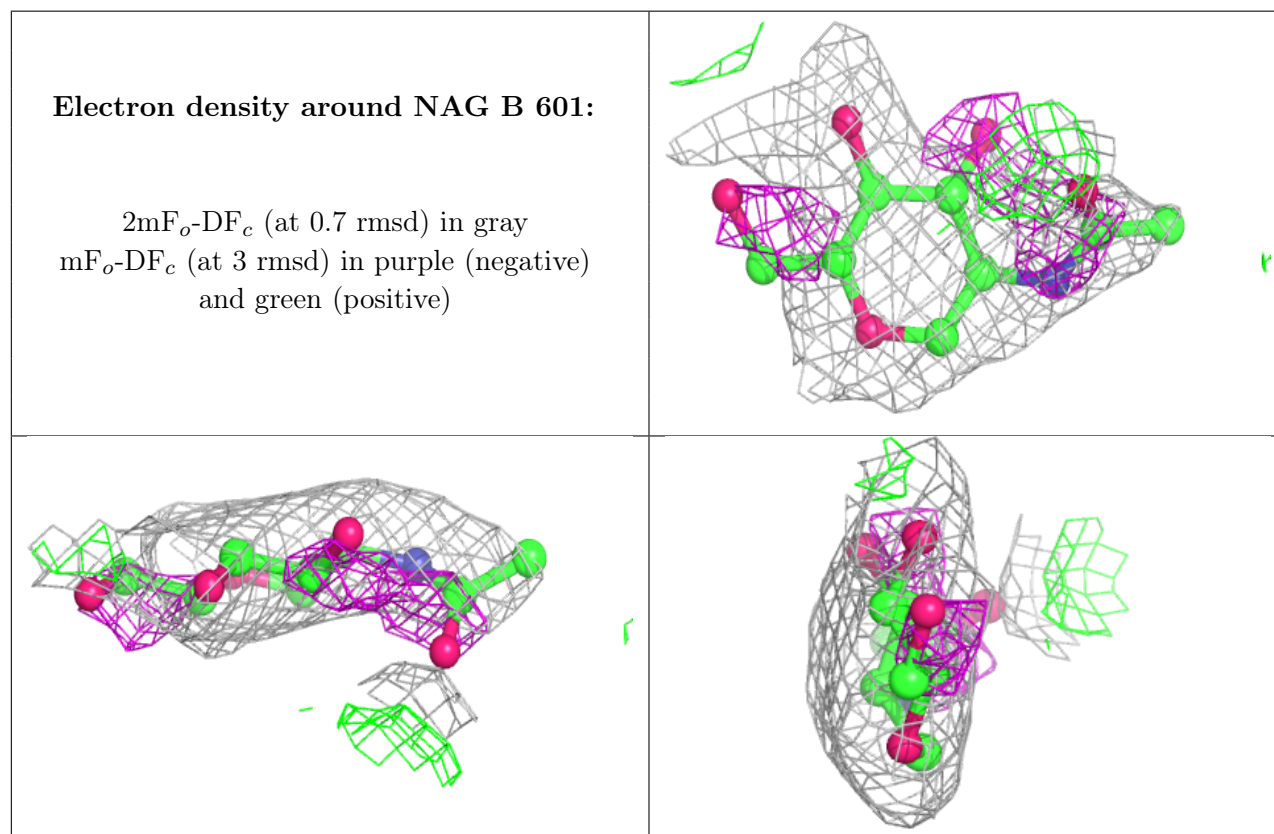 Electron density around NAG B 601:
2mFₒ-DF𝒸 (at 0.7 rmsd) in gray
mFₒ-DF𝒸 (at 3 rmsd) in purple (negative)
and green (positive)